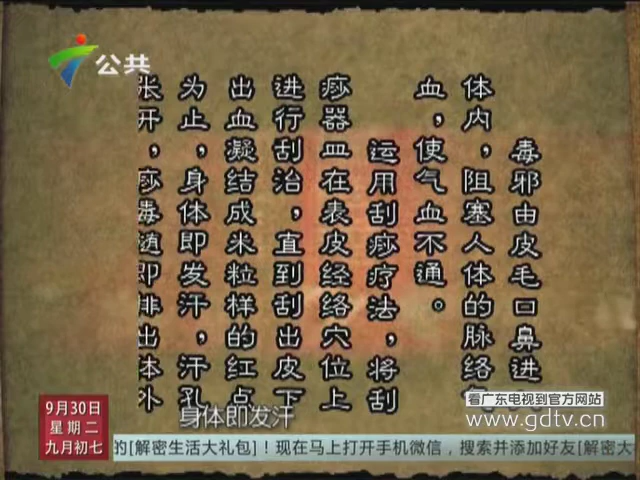 公共
毒邪由皮毛口鼻进
体内，阻塞人体的脉络
血，使气血不通。
运用刮痧疗法，将刮
痧器皿在表皮经络穴位上
进行刮治，直到刮出皮下
出血凝结成米粒样的红点
为止，身体即发汗，汗孔
张开，痧毒随即排出体外
身体即发汗
看广东电视到官方网站
www.gdtv.cn
9月30日
星期二
九月初七
的[解密生活大礼包]！现在马上打开手机微信，搜索并添加好友[解密大